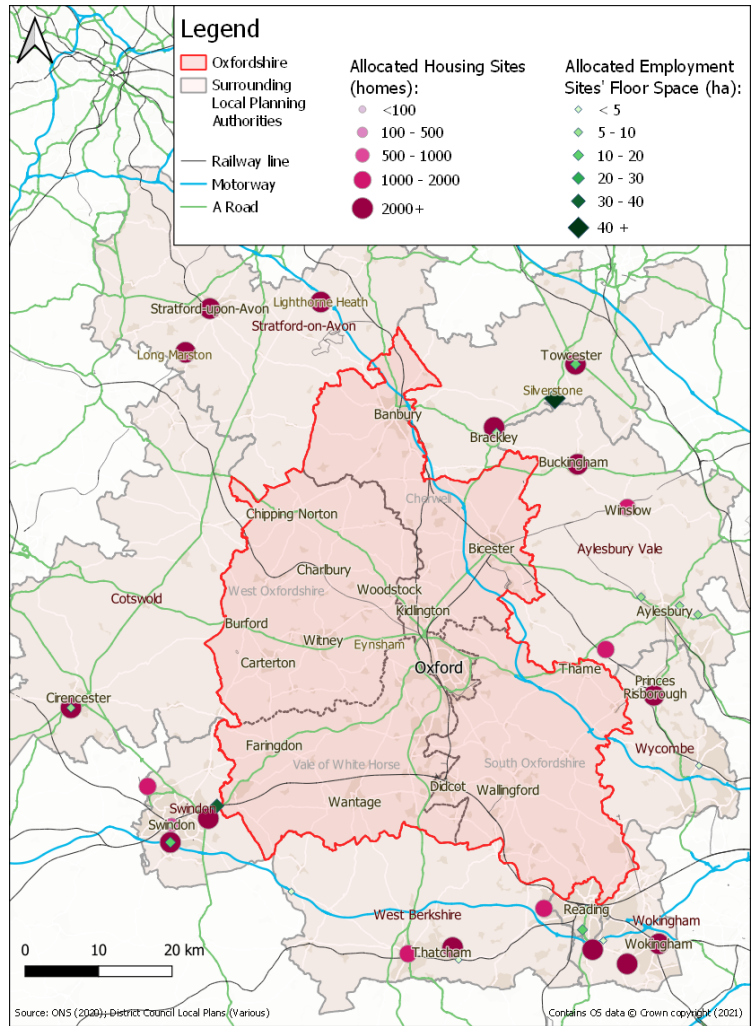 Legend
Oxfordshire
Surrounding
Local Planning
Authorities
Railway line
Motorway
A Road
Allocated Housing Sites
(homes):
<100
100 - 500
500 - 1000
1000 - 2000
2000+
Allocated Employment
Sites' Floor Space (ha):
< 5
5 - 10
10 - 20
20 - 30
30 - 40
40 +
Stratford-upon-Avon
Lighthorne Heath
Stratford-on-Avon
Long Marston
Towcester
Silverstone
Banbury
Brackley
Buckingham
Cherwell
Winslow
Chipping Norton
Bicester
Aylesbury Vale
Charlbury
West Oxfordshire
Woodstock
Cotswold
Kidlington
Aylesbury
Burford
Witney
Eynsham
Carterton
Oxford
Thame
Princes
Risborough
Cirencester
Faringdon
Wycombe
Vale of White Horse
South Oxfordshire
Didcot
Wallingford
Wantage
Swindon
Swindon
West Berkshire
Reading
Wokingham
Wokingham
Thatcham
0 10 20 km
Source: ONS (2020); District Council Local Plans (Various)
Contains OS data © Crown copyright (2021)